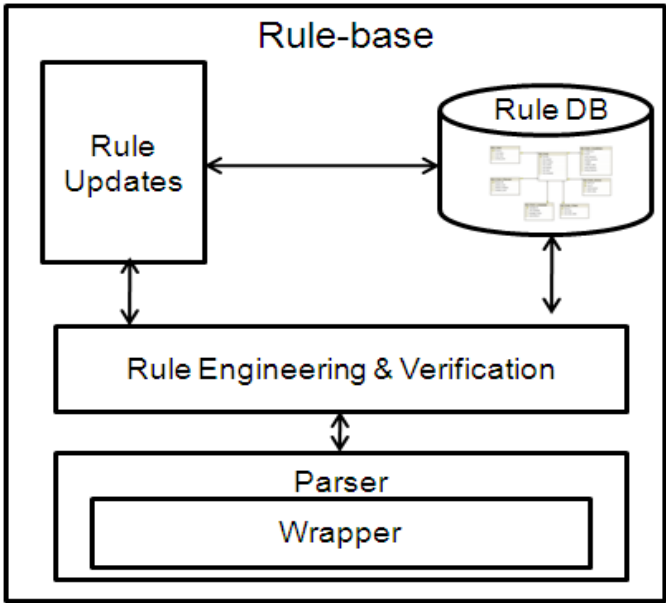 Rule-base
Rule
Updates
Rule DB
Rule Engineering & Verification
Parser
Wrapper